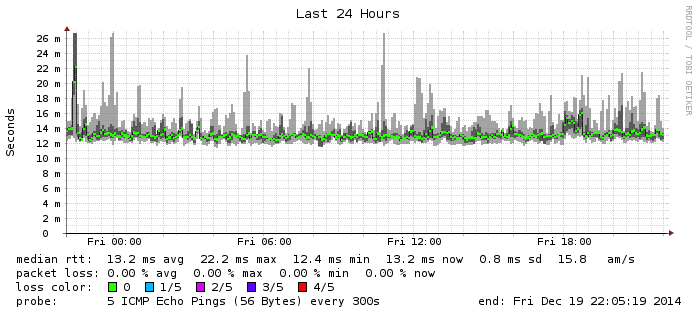 Last 24 Hours
RRDTOOL / TOBI OETIKER
Seconds
26 m
24 m
22 m
20 m
18 m
16 m
14 m
12 m
10 m
8 m
6 m
4 m
2 m
0
Fri 00:00 Fri 06:00 Fri 12:00 Fri 18:00
median rtt: 13.2 ms avg 22.2 ms max 12.4 ms min 13.2 ms now 0.8 ms sd 15.8 am/s
packet loss: 0.00 % avg 0.00 % max 0.00 % min 0.00 % now
loss color: 0 1/5 2/5 3/5 4/5
probe: 5 ICMP Echo Pings (56 Bytes) every 300s end: Fri Dec 19 22:05:19 2014